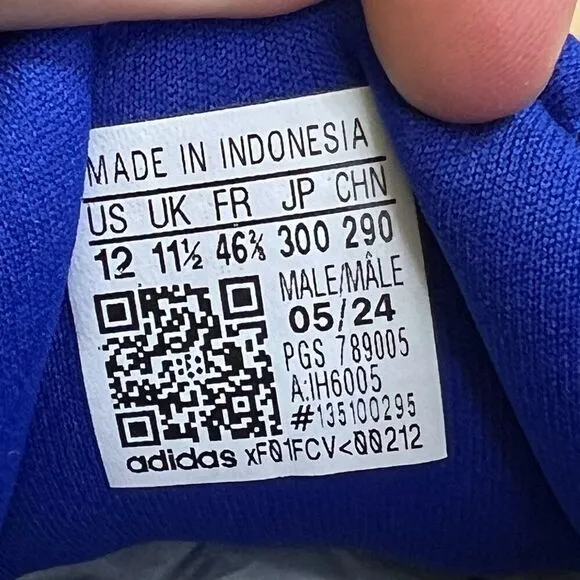 MADE IN INDONESIA
US UK FR JP CHN
12 11½ 46⅔ 300 290
MALE/MÂLE
05/24
PGS 789005
A:IH6005
#135100295
adidas xF01FCV<00212